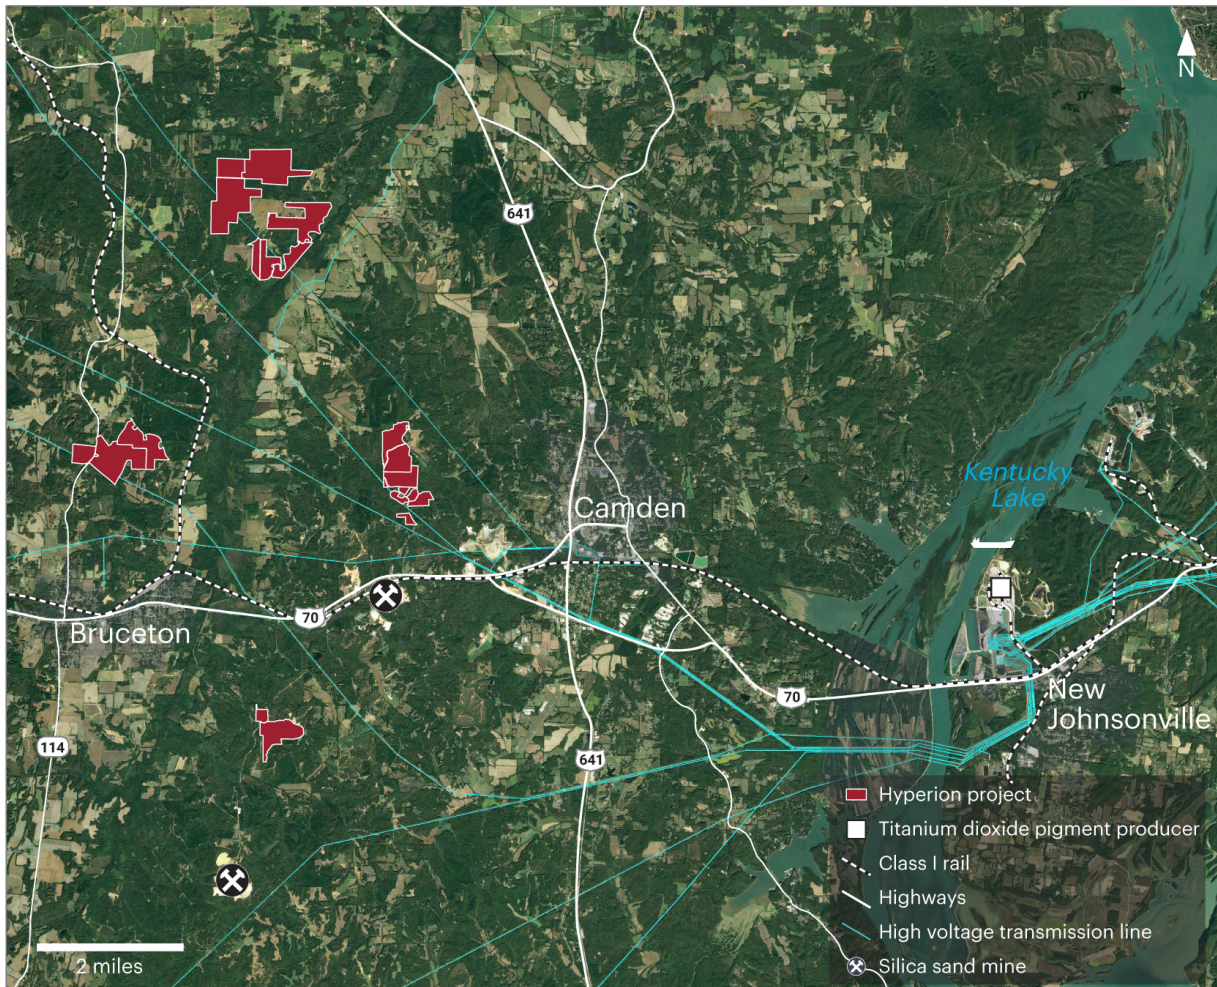 N
641
Kentucky
Lake
Camden
70
Bruceton
70
New
Johnsonville
114
641
Hyperion project
Titanium dioxide pigment producer
Class I rail
Highways
High voltage transmission line
Silica sand mine
2 miles